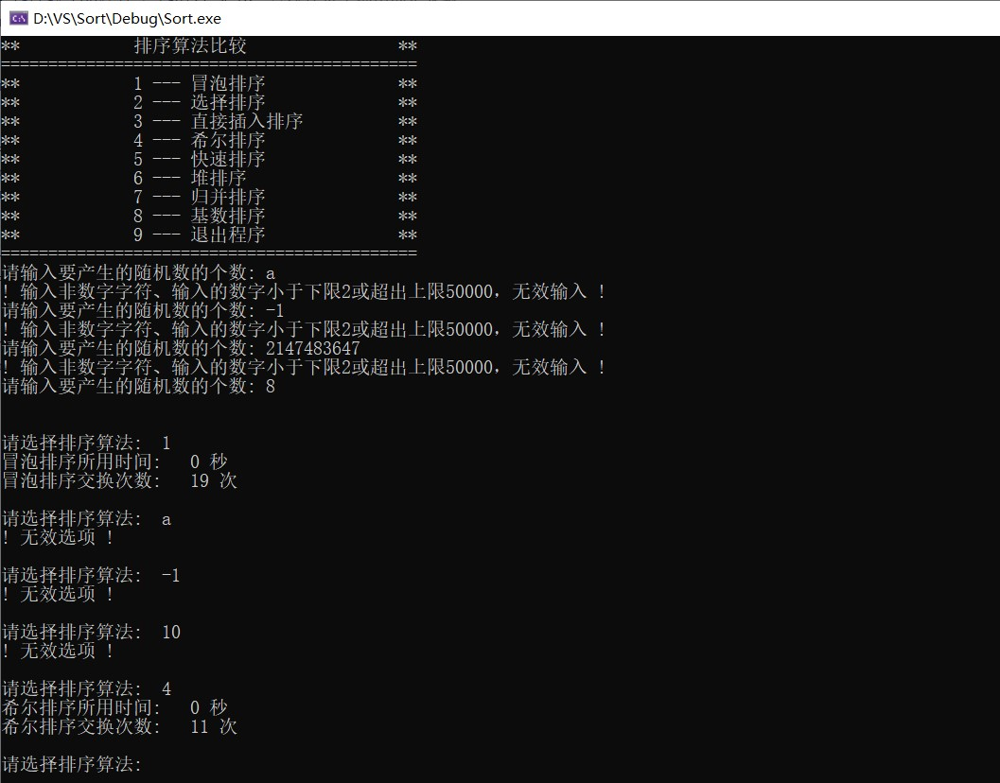 D:\VS\Sort\Debug\Sort.exe
** 排序算法比较 **
============================================
** 1 --- 冒泡排序 **
** 2 --- 选择排序 **
** 3 --- 直接插入排序 **
** 4 --- 希尔排序 **
** 5 --- 快速排序 **
** 6 --- 堆排序 **
** 7 --- 归并排序 **
** 8 --- 基数排序 **
** 9 --- 退出程序 **
============================================
请输入要产生的随机数的个数: a
! 输入非数字字符、输入的数字小于下限2或超出上限50000，无效输入 !
请输入要产生的随机数的个数: -1
! 输入非数字字符、输入的数字小于下限2或超出上限50000，无效输入 !
请输入要产生的随机数的个数: 2147483647
! 输入非数字字符、输入的数字小于下限2或超出上限50000，无效输入 !
请输入要产生的随机数的个数: 8
请选择排序算法: 1
冒泡排序所用时间: 0 秒
冒泡排序交换次数: 19 次
请选择排序算法: a
! 无效选项 !
请选择排序算法: -1
! 无效选项 !
请选择排序算法: 10
! 无效选项 !
请选择排序算法: 4
希尔排序所用时间: 0 秒
希尔排序交换次数: 11 次
请选择排序算法: